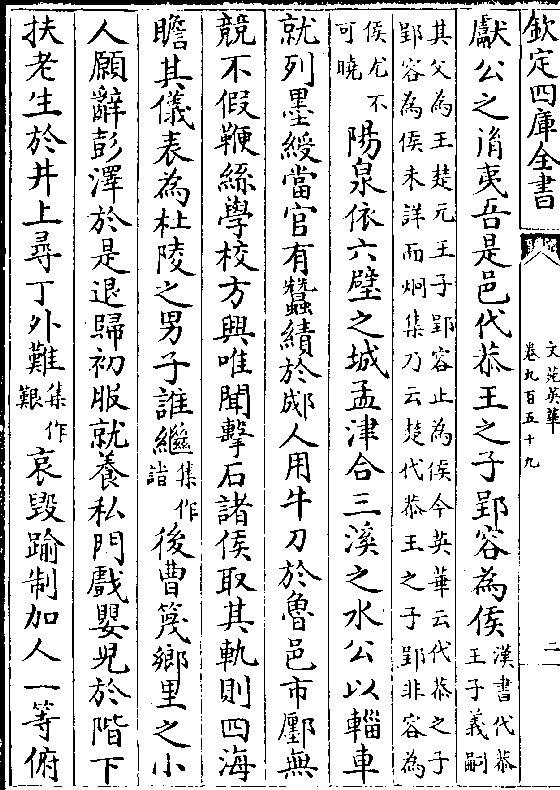 欽定四庫全書
文苑英華
卷九百五十九
二
獻公之㑺夷吾是邑代恭王之子郢容為侯漢書代恭
王子義嗣
其父為王楚元王子郢容止為侯今英華云代恭之子
郢容為侯未詳而炯集乃云楚代恭王之子郢非容為
侯尤不
可曉
陽泉依六壁之城孟津合三溪之水公以輜車
就列墨綬當官有蠶績於郕人用牛刀於魯邑市鄽無
競不假鞭絲學校方興唯聞擊石諸侯取其軌則四海
瞻其儀表為杜陵之男子誰繼集作
詣
後曹篾鄉里之小
人願辭彭澤於是退歸初服就養私門戲嬰兒於階下
扶老生於井上尋丁外難集作
艱
哀毀踰制加人一等俯